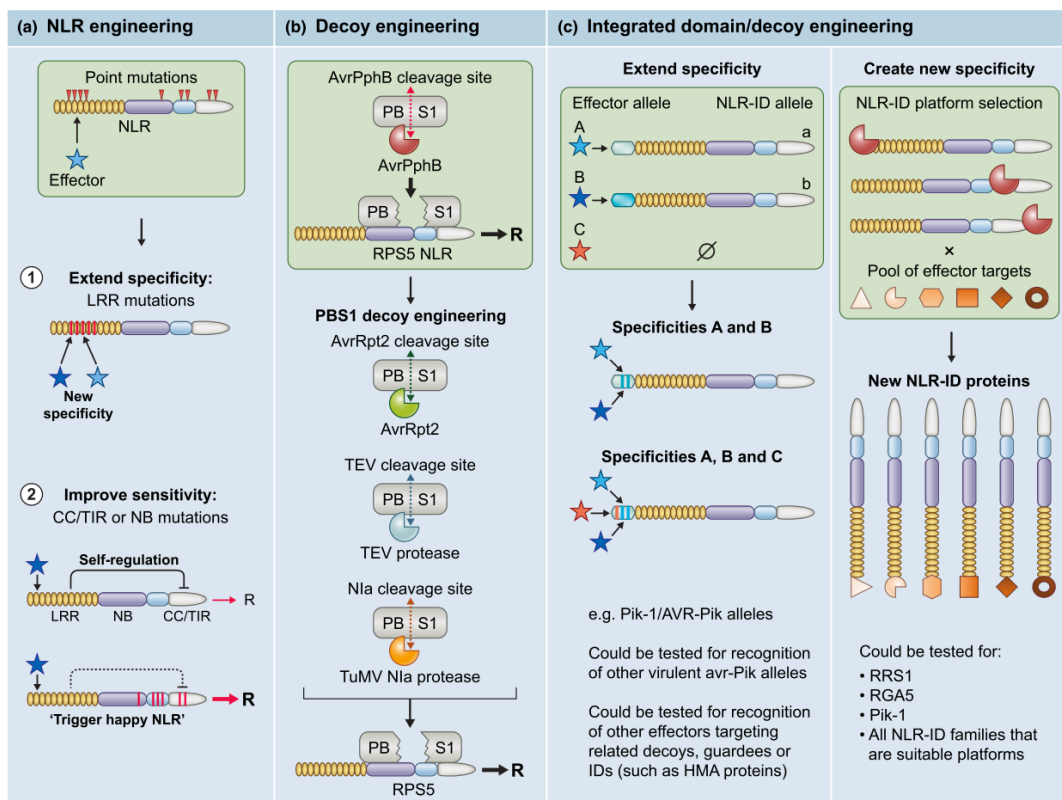 (a) NLR engineering
Point mutations
NLR
Effector
1
Extend specificity:
LRR mutations
New
specificity
2
Improve sensitivity:
CC/TIR or NB mutations
Self-regulation
R
LRR
NB
CC/TIR
R
'Trigger happy NLR'
(b) Decoy engineering
AvrPphB cleavage site
PB S1
AvrPphB
PB S1
R
RPS5 NLR
PBS1 decoy engineering
AvrRpt2 cleavage site
PB S1
AvrRpt2
TEV cleavage site
PB S1
TEV protease
NIa cleavage site
PB S1
TuMV NIa protease
PB S1
R
RPS5
(c) Integrated domain/decoy engineering
Extend specificity
Effector allele NLR-ID allele
A
a
B
b
C
∅
Specificities A and B
Specificities A, B and C
e.g. Pik-1/AVR-Pik alleles
Could be tested for recognition
of other virulent avr-Pik alleles
Could be tested for recognition
of other effectors targeting
related decoys, guardees or
IDs (such as HMA proteins)
Create new specificity
NLR-ID platform selection
×
Pool of effector targets
New NLR-ID proteins
Could be tested for:
• RRS1
• RGA5
• Pik-1
• All NLR-ID families that
are suitable platforms